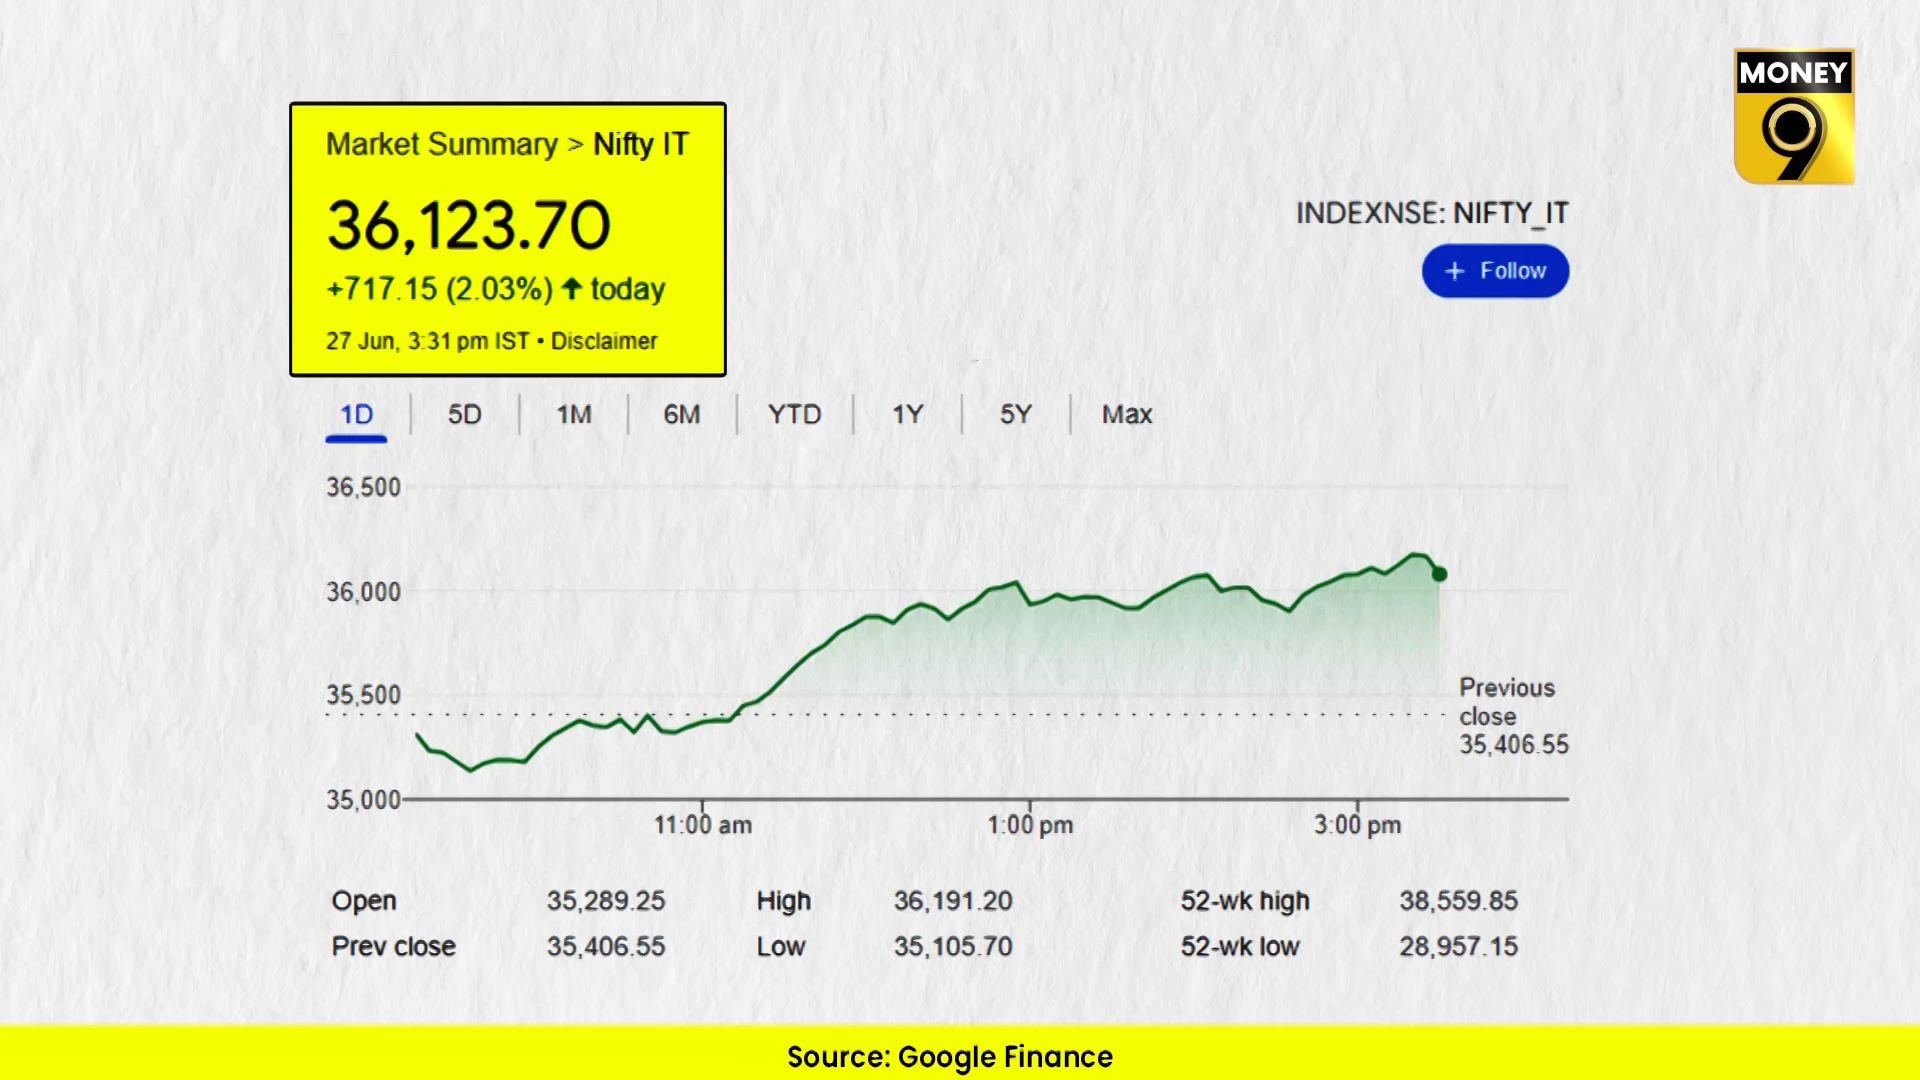 MONEY
9
Market Summary > Nifty IT
36,123.70
+717.15 (2.03%) ↑ today
27 Jun, 3:31 pm IST • Disclaimer
INDEXNSE: NIFTY_IT
+ Follow
1D 5D 1M 6M YTD 1Y 5Y Max
36,500
36,000
35,500
35,000
Previous
close
35,406.55
11:00 am 1:00 pm 3:00 pm
Open 35,289.25 High 36,191.20 52-wk high 38,559.85
Prev close 35,406.55 Low 35,105.70 52-wk low 28,957.15
Source: Google Finance